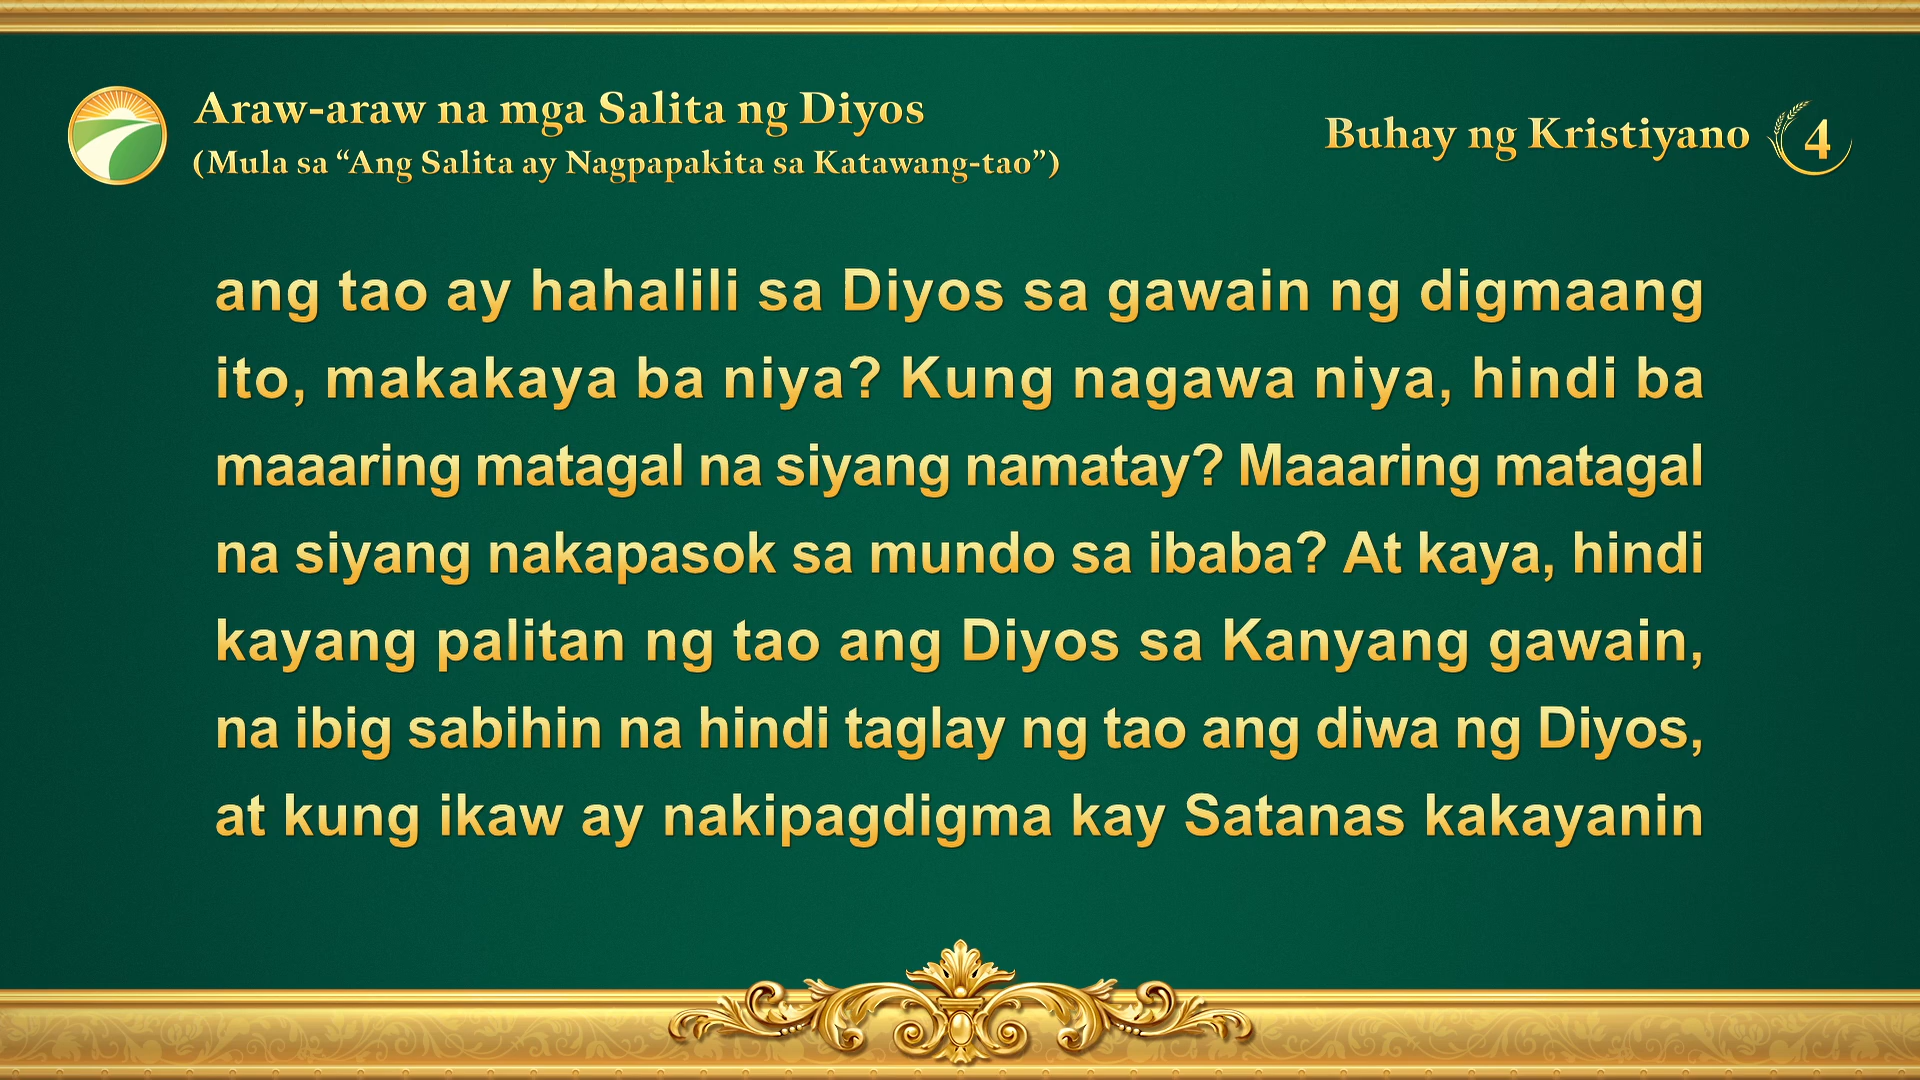 Araw-araw na mga Salita ng Diyos
(Mula sa “Ang Salita ay Nagpapakita sa Katawang-tao”)
Buhay ng Kristiyano 4
ang tao ay hahalili sa Diyos sa gawain ng digmaang
ito, makakaya ba niya? Kung nagawa niya, hindi ba
maaaring matagal na siyang namatay? Maaaring matagal
na siyang nakapasok sa mundo sa ibaba? At kaya, hindi
kayang palitan ng tao ang Diyos sa Kanyang gawain,
na ibig sabihin na hindi taglay ng tao ang diwa ng Diyos,
at kung ikaw ay nakipagdigma kay Satanas kakayanin